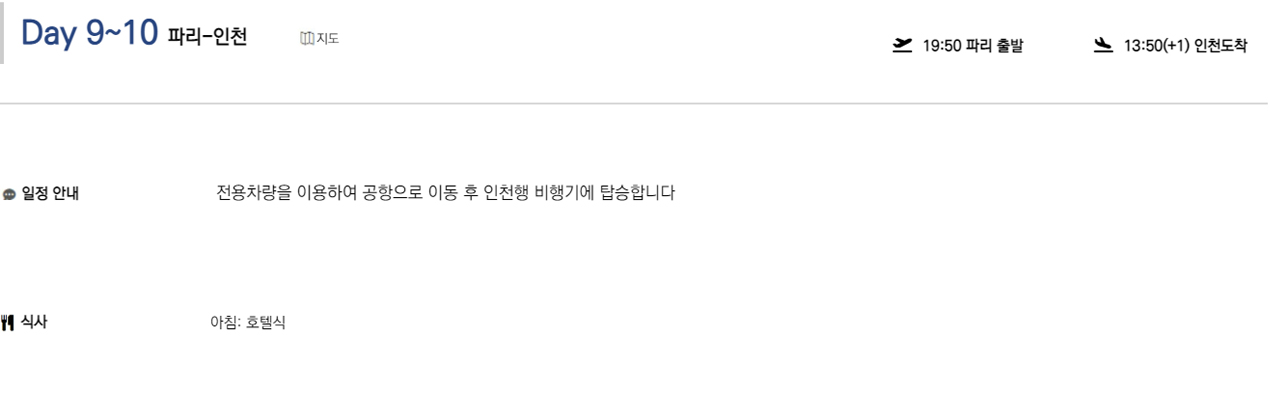 Day 9~10 파리-인천 지도 19:50 파리 출발 13:50(+1) 인천도착
일정 안내 전용차량을 이용하여 공항으로 이동 후 인천행 비행기에 탑승합니다
식사 아침: 호텔식